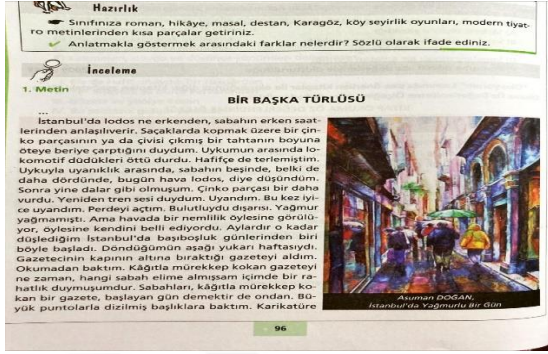 Hazırlık
Sınıfınıza roman, hikâye, masal, destan, Karagöz, köy seyirlik oyunları, modern tiyat-
ro metinlerinden kısa parçalar getiriniz.
✓ Anlatmakla göstermek arasındaki farklar nelerdir? Sözlü olarak ifade ediniz.
İnceleme
1. Metin
BİR BAŞKA TÜRLÜSÜ
...
İstanbul'da lodos ne erkenden, sabahın erken saat-
lerinden anlaşılıverir. Saçaklarda kopmak üzere bir çin-
ko parçasının ya da çivisi çıkmış bir tahtanın boyuna
öteye beriye çarptığını duydum. Uykumun arasında lo-
komotif düdükleri öttü durdu. Hafifçe de terlemiştim.
Uykuyla uyanıklık arasında, sabahın beşinde, belki de
daha dördünde, bugün hava lodos, diye düşündüm.
Sonra yine dalar gibi olmuşum. Çinko parçası bir daha
vurdu. Yeniden tren sesi duydum. Uyandım. Bu kez iyi-
ce uyandım. Perdeyi açtım. Bulutluydu dışarısı. Yağmur
yağmamıştı. Ama havada bir nemlilik öylesine görülü-
yor, öylesine kendini belli ediyordu. Aylardır o kadar
düşlediğim İstanbul'da başıboşluk günlerinden biri
böyle başladı. Döndüğümün aşağı yukarı haftasıydı.
Gazetecinin kapının altına bıraktığı gazeteyi aldım.
Okumadan baktım. Kâğıtla mürekkep kokan gazeteyi
ne zaman, hangi sabah elime almışsam içimde bir ra-
hatlık duymuşumdur. Sabahları, kâğıtla mürekkep ko-
kan bir gazete, başlayan gün demektir de ondan. Bü-
yük puntolarla dizilmiş başlıklara baktım. Karikatüre
Asuman DOĞAN,
İstanbul'da Yağmurlu Bir Gün
96